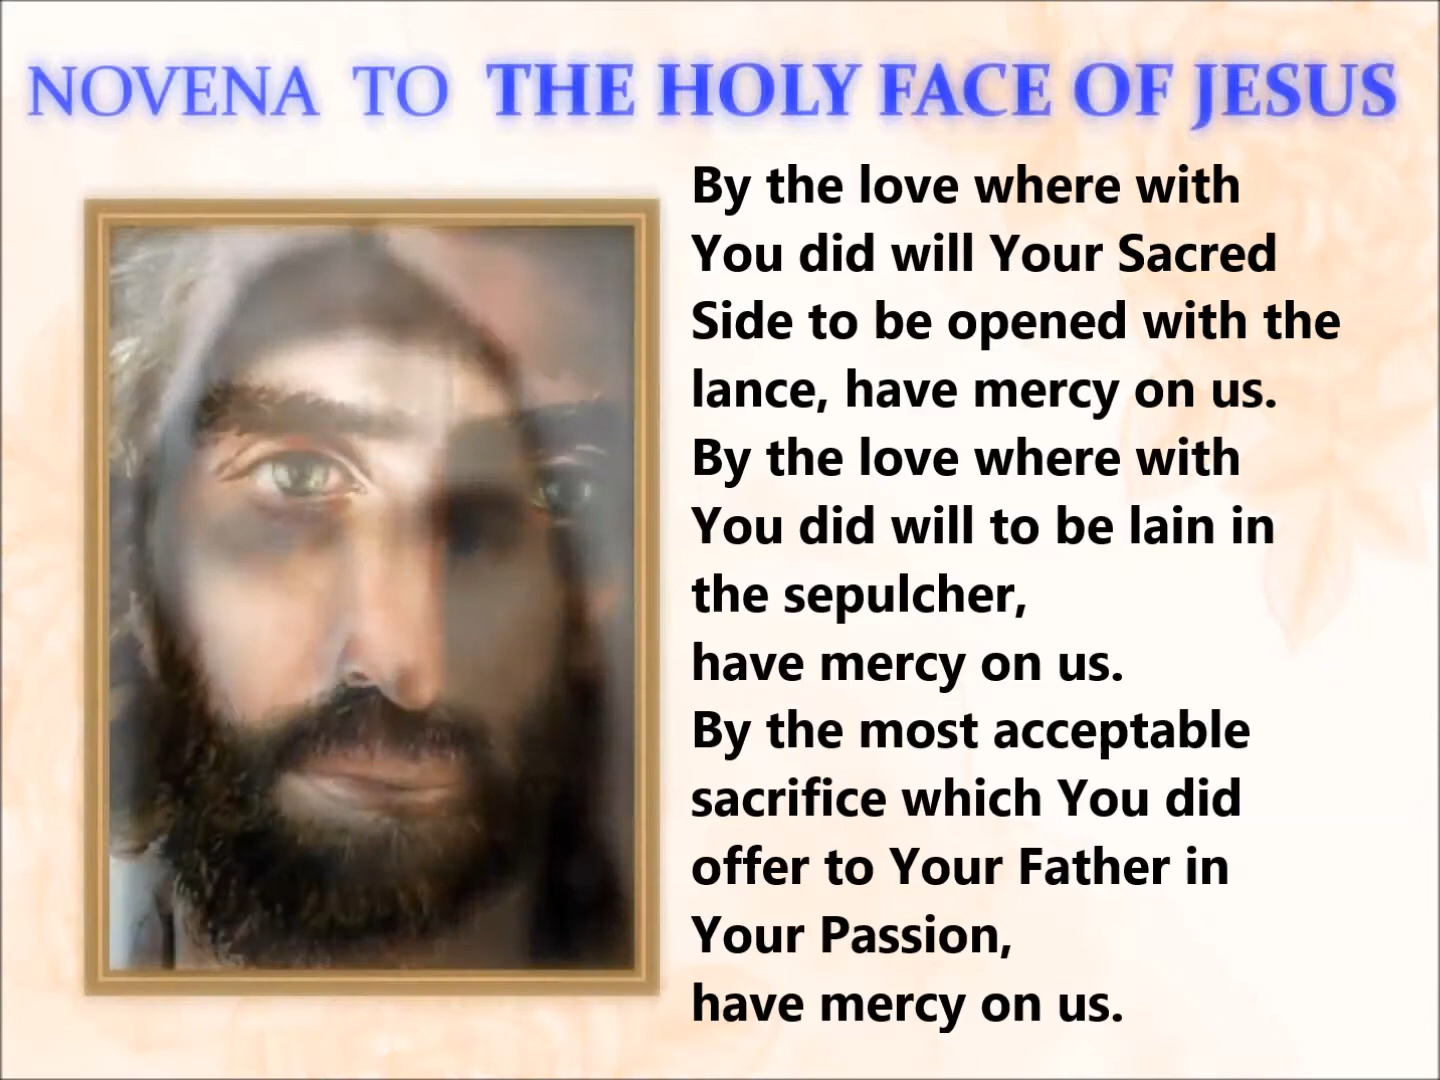 NOVENA TO THE HOLY FACE OF JESUS
By the love where with
You did will Your Sacred
Side to be opened with the
lance, have mercy on us.
By the love where with
You did will to be lain in
the sepulcher,
have mercy on us.
By the most acceptable
sacrifice which You did
offer to Your Father in
Your Passion,
have mercy on us.